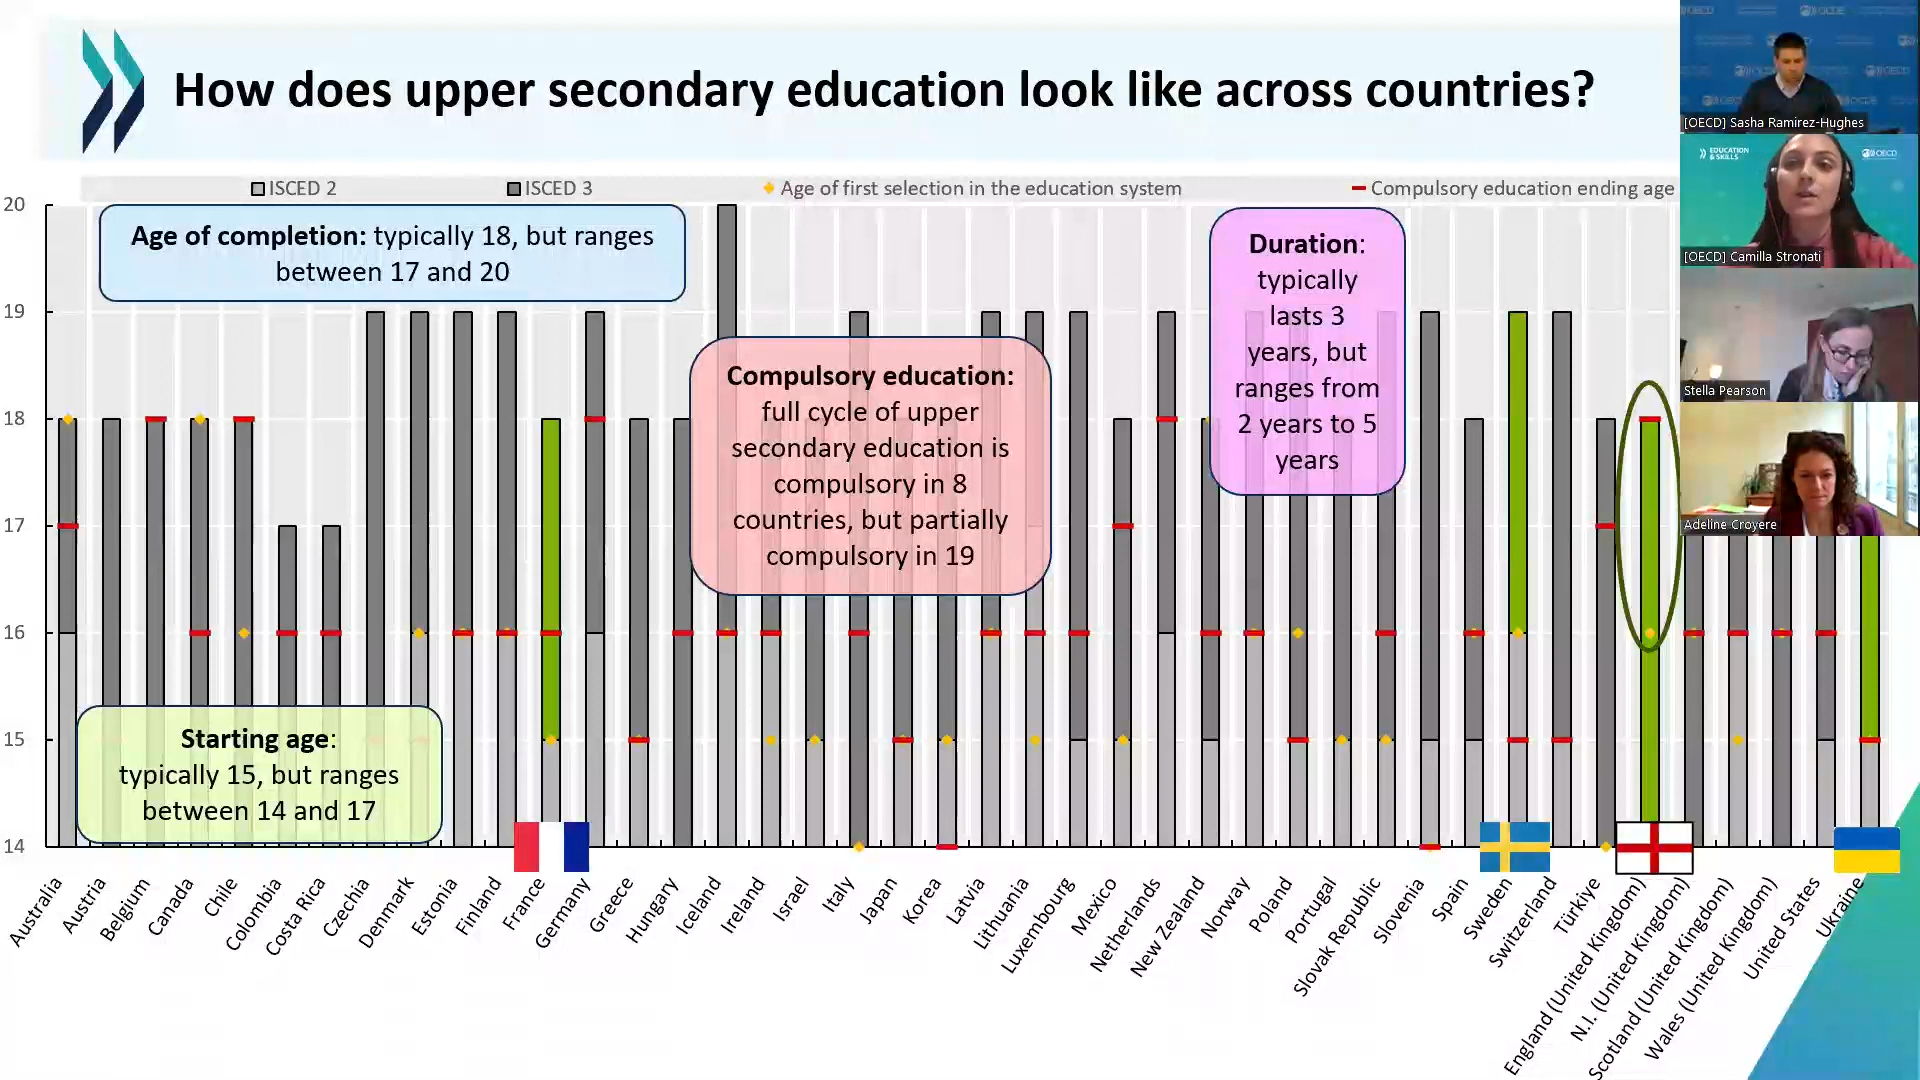 How does upper secondary education look like across countries?
ISCED 2
ISCED 3
Age of first selection in the education system
Compulsory education ending age
20
19
18
17
16
15
14
Age of completion: typically 18, but ranges
between 17 and 20
Compulsory education:
full cycle of upper
secondary education is
compulsory in 8
countries, but partially
compulsory in 19
Duration:
typically
lasts 3
years, but
ranges from
2 years to 5
years
Starting age:
typically 15, but ranges
between 14 and 17
Australia
Austria
Belgium
Canada
Chile
Colombia
Costa Rica
Czechia
Denmark
Estonia
Finland
France
Germany
Greece
Hungary
Iceland
Ireland
Israel
Italy
Japan
Korea
Latvia
Lithuania
Luxembourg
Mexico
Netherlands
New Zealand
Norway
Poland
Portugal
Slovak Republic
Slovenia
Spain
Sweden
Switzerland
Türkiye
England (United Kingdom)
N.I. (United Kingdom)
Scotland (United Kingdom)
Wales (United Kingdom)
United States
Ukraine
[OECD] Sasha Ramirez-Hughes
EDUCATION
& SKILLS
OECD
[OECD] Camilla Stronati
Stella Pearson
Adeline Croyere